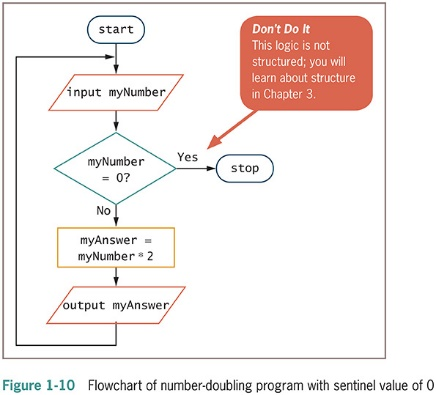 start
Don't Do It
This logic is not
structured; you will
learn about structure
in Chapter 3.
input myNumber
myNumber
= 0?
Yes
stop
No
myAnswer =
myNumber * 2
output myAnswer
Figure 1-10 Flowchart of number-doubling program with sentinel value of 0